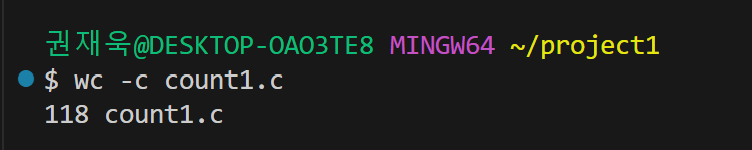 권재욱@DESKTOP-OAO3TE8 MINGW64 ~/project1
$ wc -c count1.c
118 count1.c